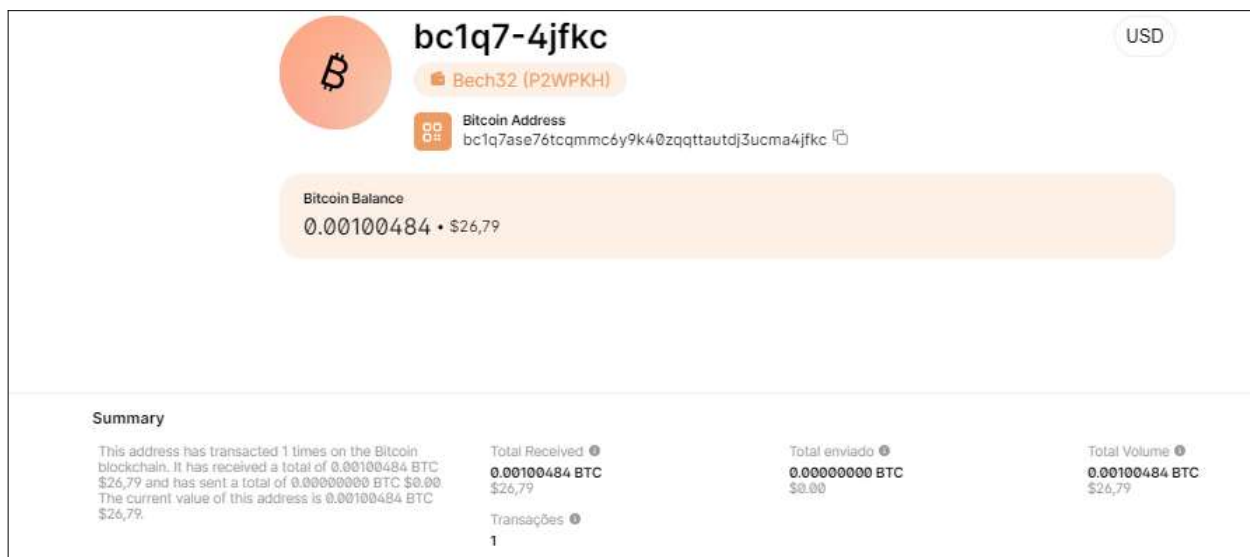 bc1q7-4jfkc
USD
Bech32 (P2WPKH)
Bitcoin Address
bc1q7ase76tcqmmc6y9k40zqqttautdj3ucma4jfkc
Bitcoin Balance
0.00100484 • $26,79
Summary
This address has transacted 1 times on the Bitcoin
blockchain. It has received a total of 0.00100484 BTC
$26,79 and has sent a total of 0.00000000 BTC $0.00
The current value of this address is 0.00100484 BTC
$26,79.
Total Received
0.00100484 BTC
$26,79
Total enviado
0.00000000 BTC
$0.00
Total Volume
0.00100484 BTC
$26,79
Transações
1